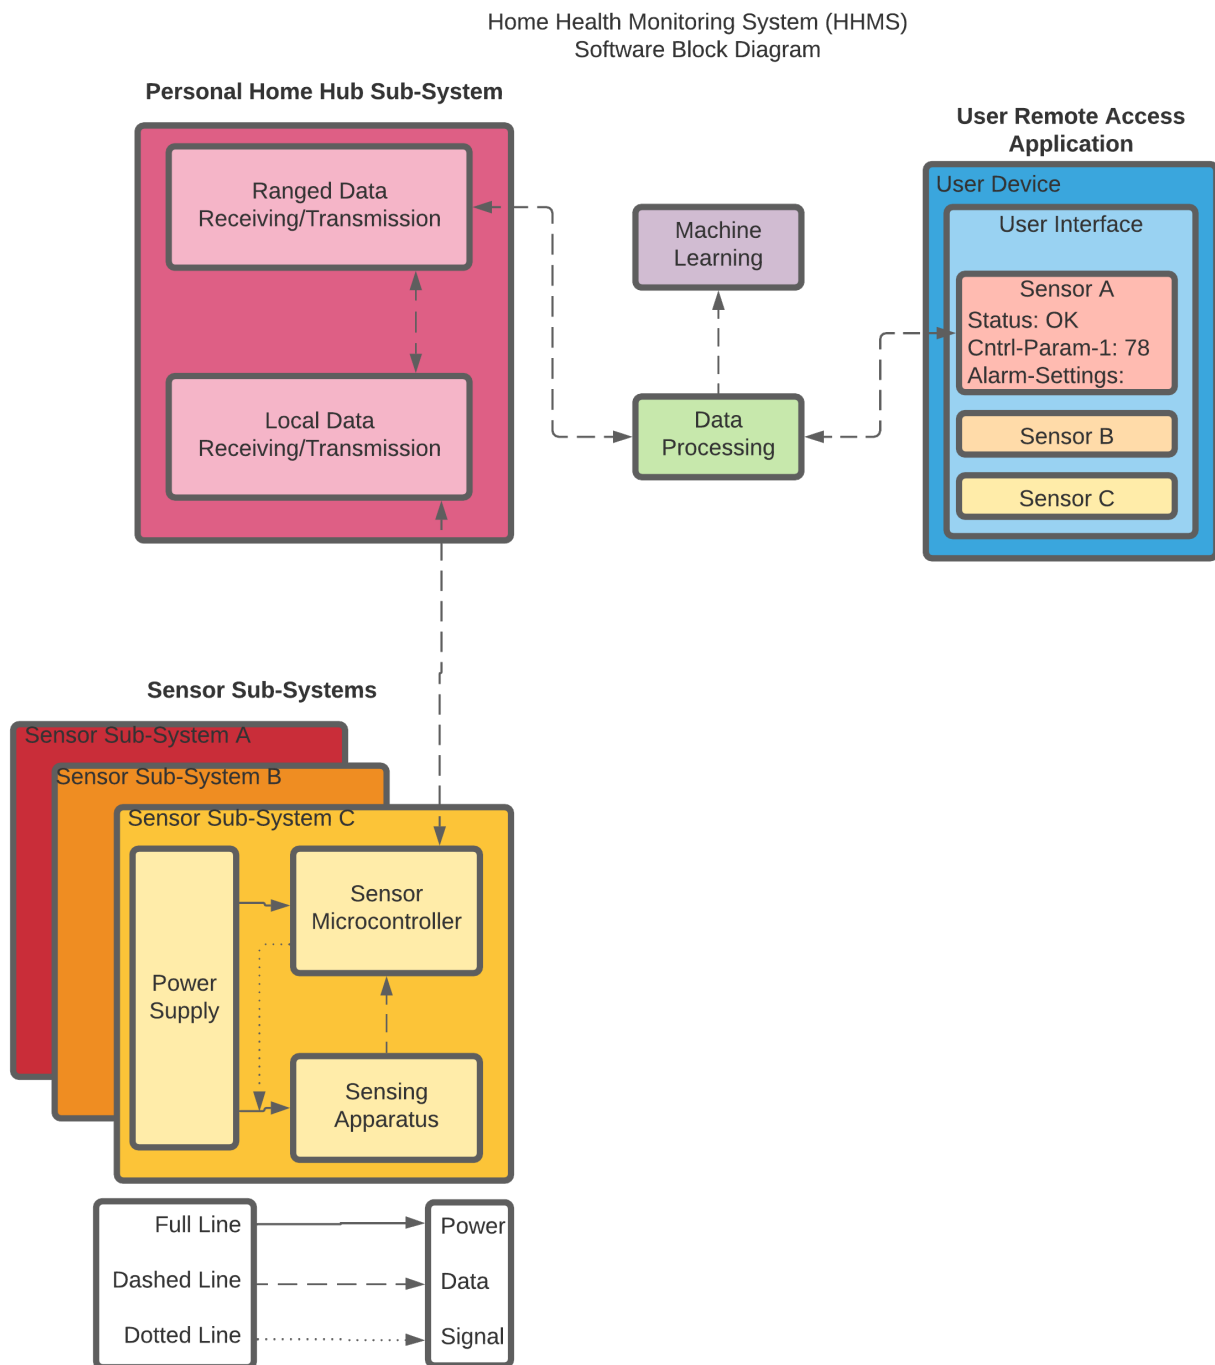 Home Health Monitoring System (HHMS)
Software Block Diagram
Personal Home Hub Sub-System
User Remote Access
Application
Ranged Data
Receiving/Transmission
Local Data
Receiving/Transmission
Machine
Learning
Data
Processing
User Device
User Interface
Sensor A
Status: OK
Cntrl-Param-1: 78
Alarm-Settings:
Sensor B
Sensor C
Sensor Sub-Systems
Sensor Sub-System A
Sensor Sub-System B
Sensor Sub-System C
Power
Supply
Sensor
Microcontroller
Sensing
Apparatus
Full Line
Power
Dashed Line
Data
Dotted Line
Signal